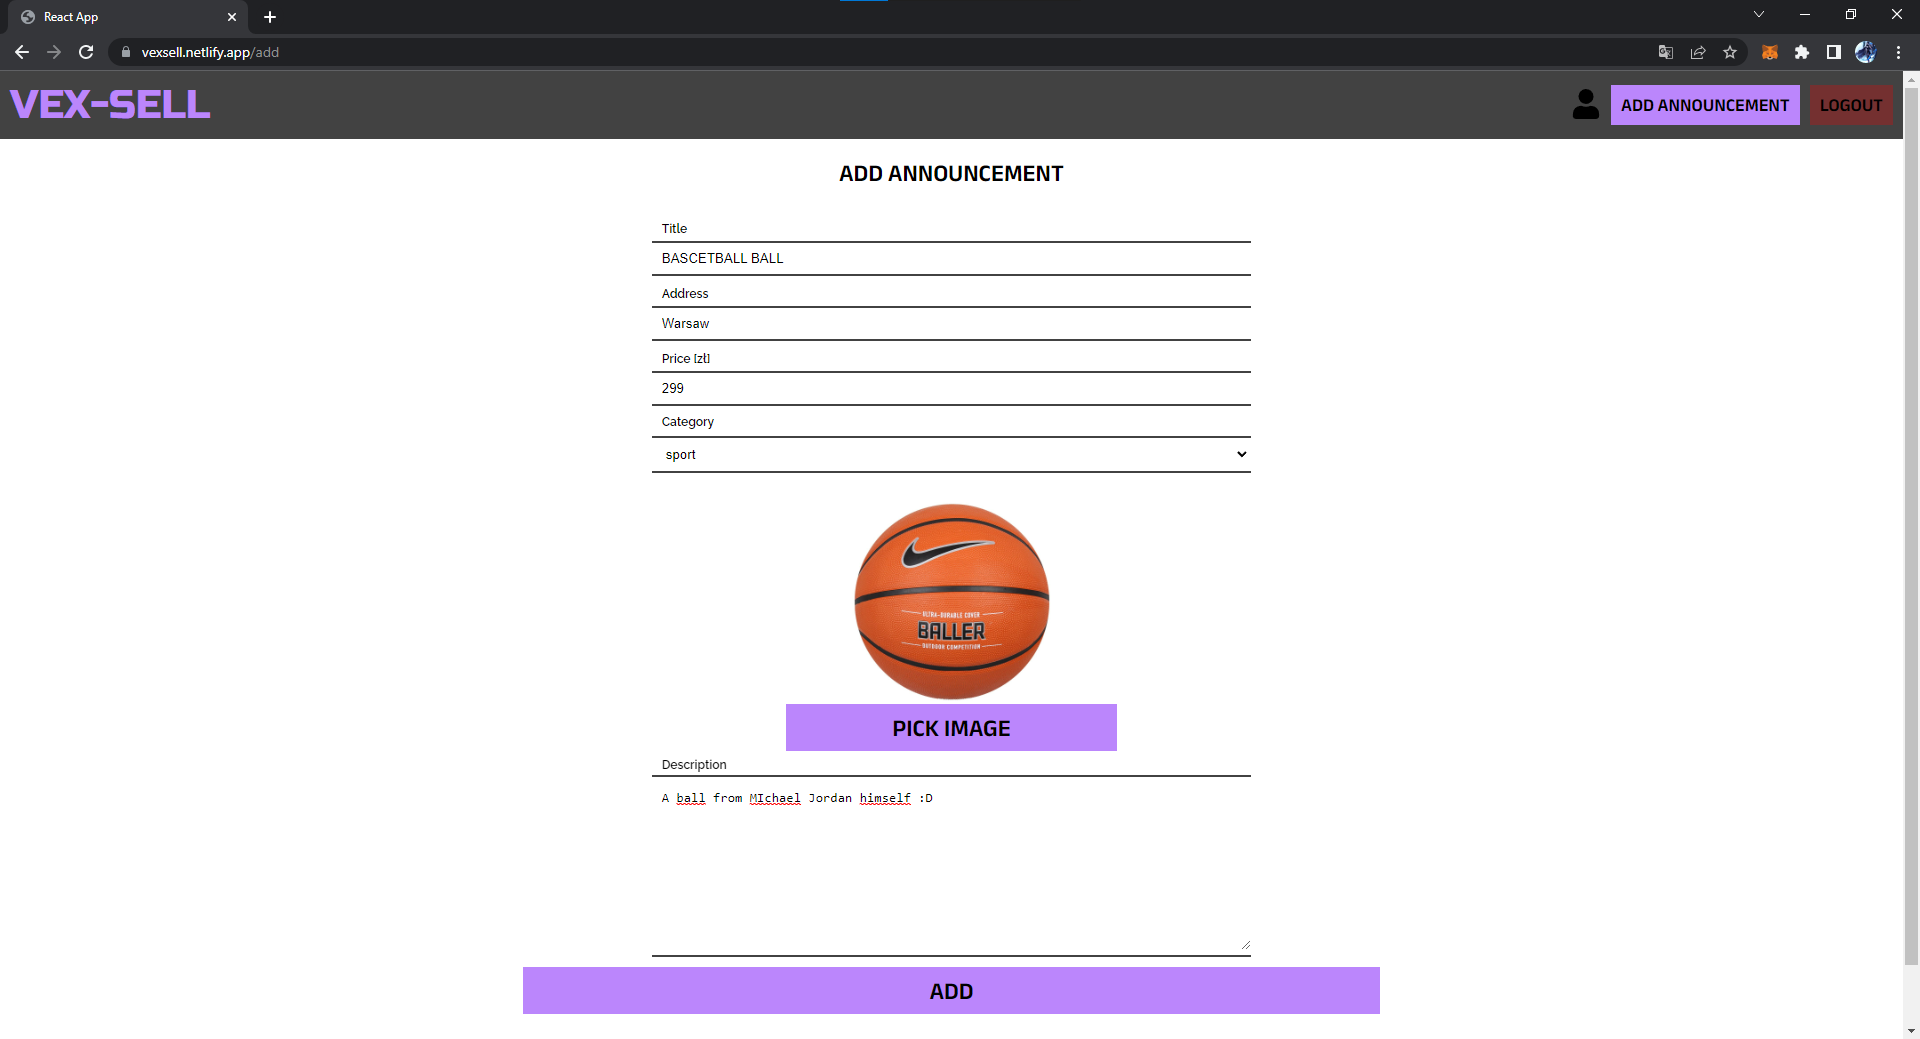 React App
vexsell.netlify.app/add
VEX-SELL
ADD ANNOUNCEMENT
LOGOUT
ADD ANNOUNCEMENT
Title
BASCETBALL BALL
Address
Warsaw
Price [zł]
299
Category
sport
ULTRA-DURABLE COVER
BALLER
OUTDOOR COMPETITION
PICK IMAGE
Description
A ball from MIchael Jordan himself :D
ADD